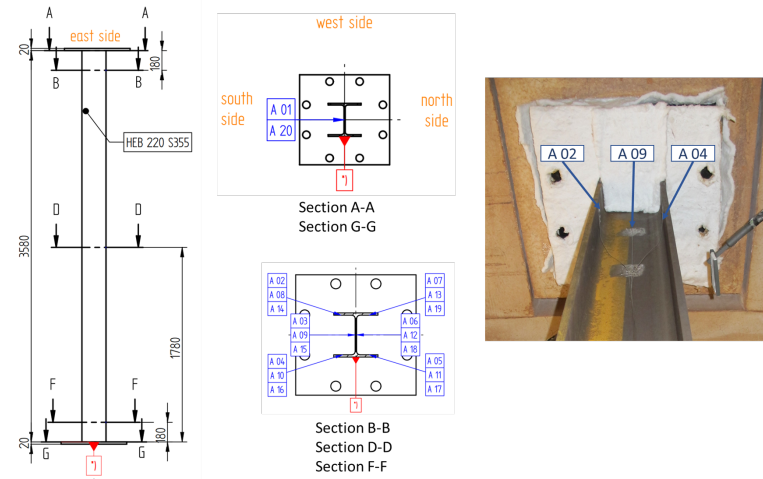 A
A
east side
20
180
B
B
HEB 220 S355
3580
D
D
1780
F
F
180
20
G
G
*)
west side
south
side
north
side
A 01
A 20
*)
Section A-A
Section G-G
A 02
A 08
A 14
A 07
A 13
A 19
A 03
A 09
A 15
A 06
A 12
A 18
A 04
A 10
A 16
A 05
A 11
A 17
*)
Section B-B
Section D-D
Section F-F
A 02
A 09
A 04